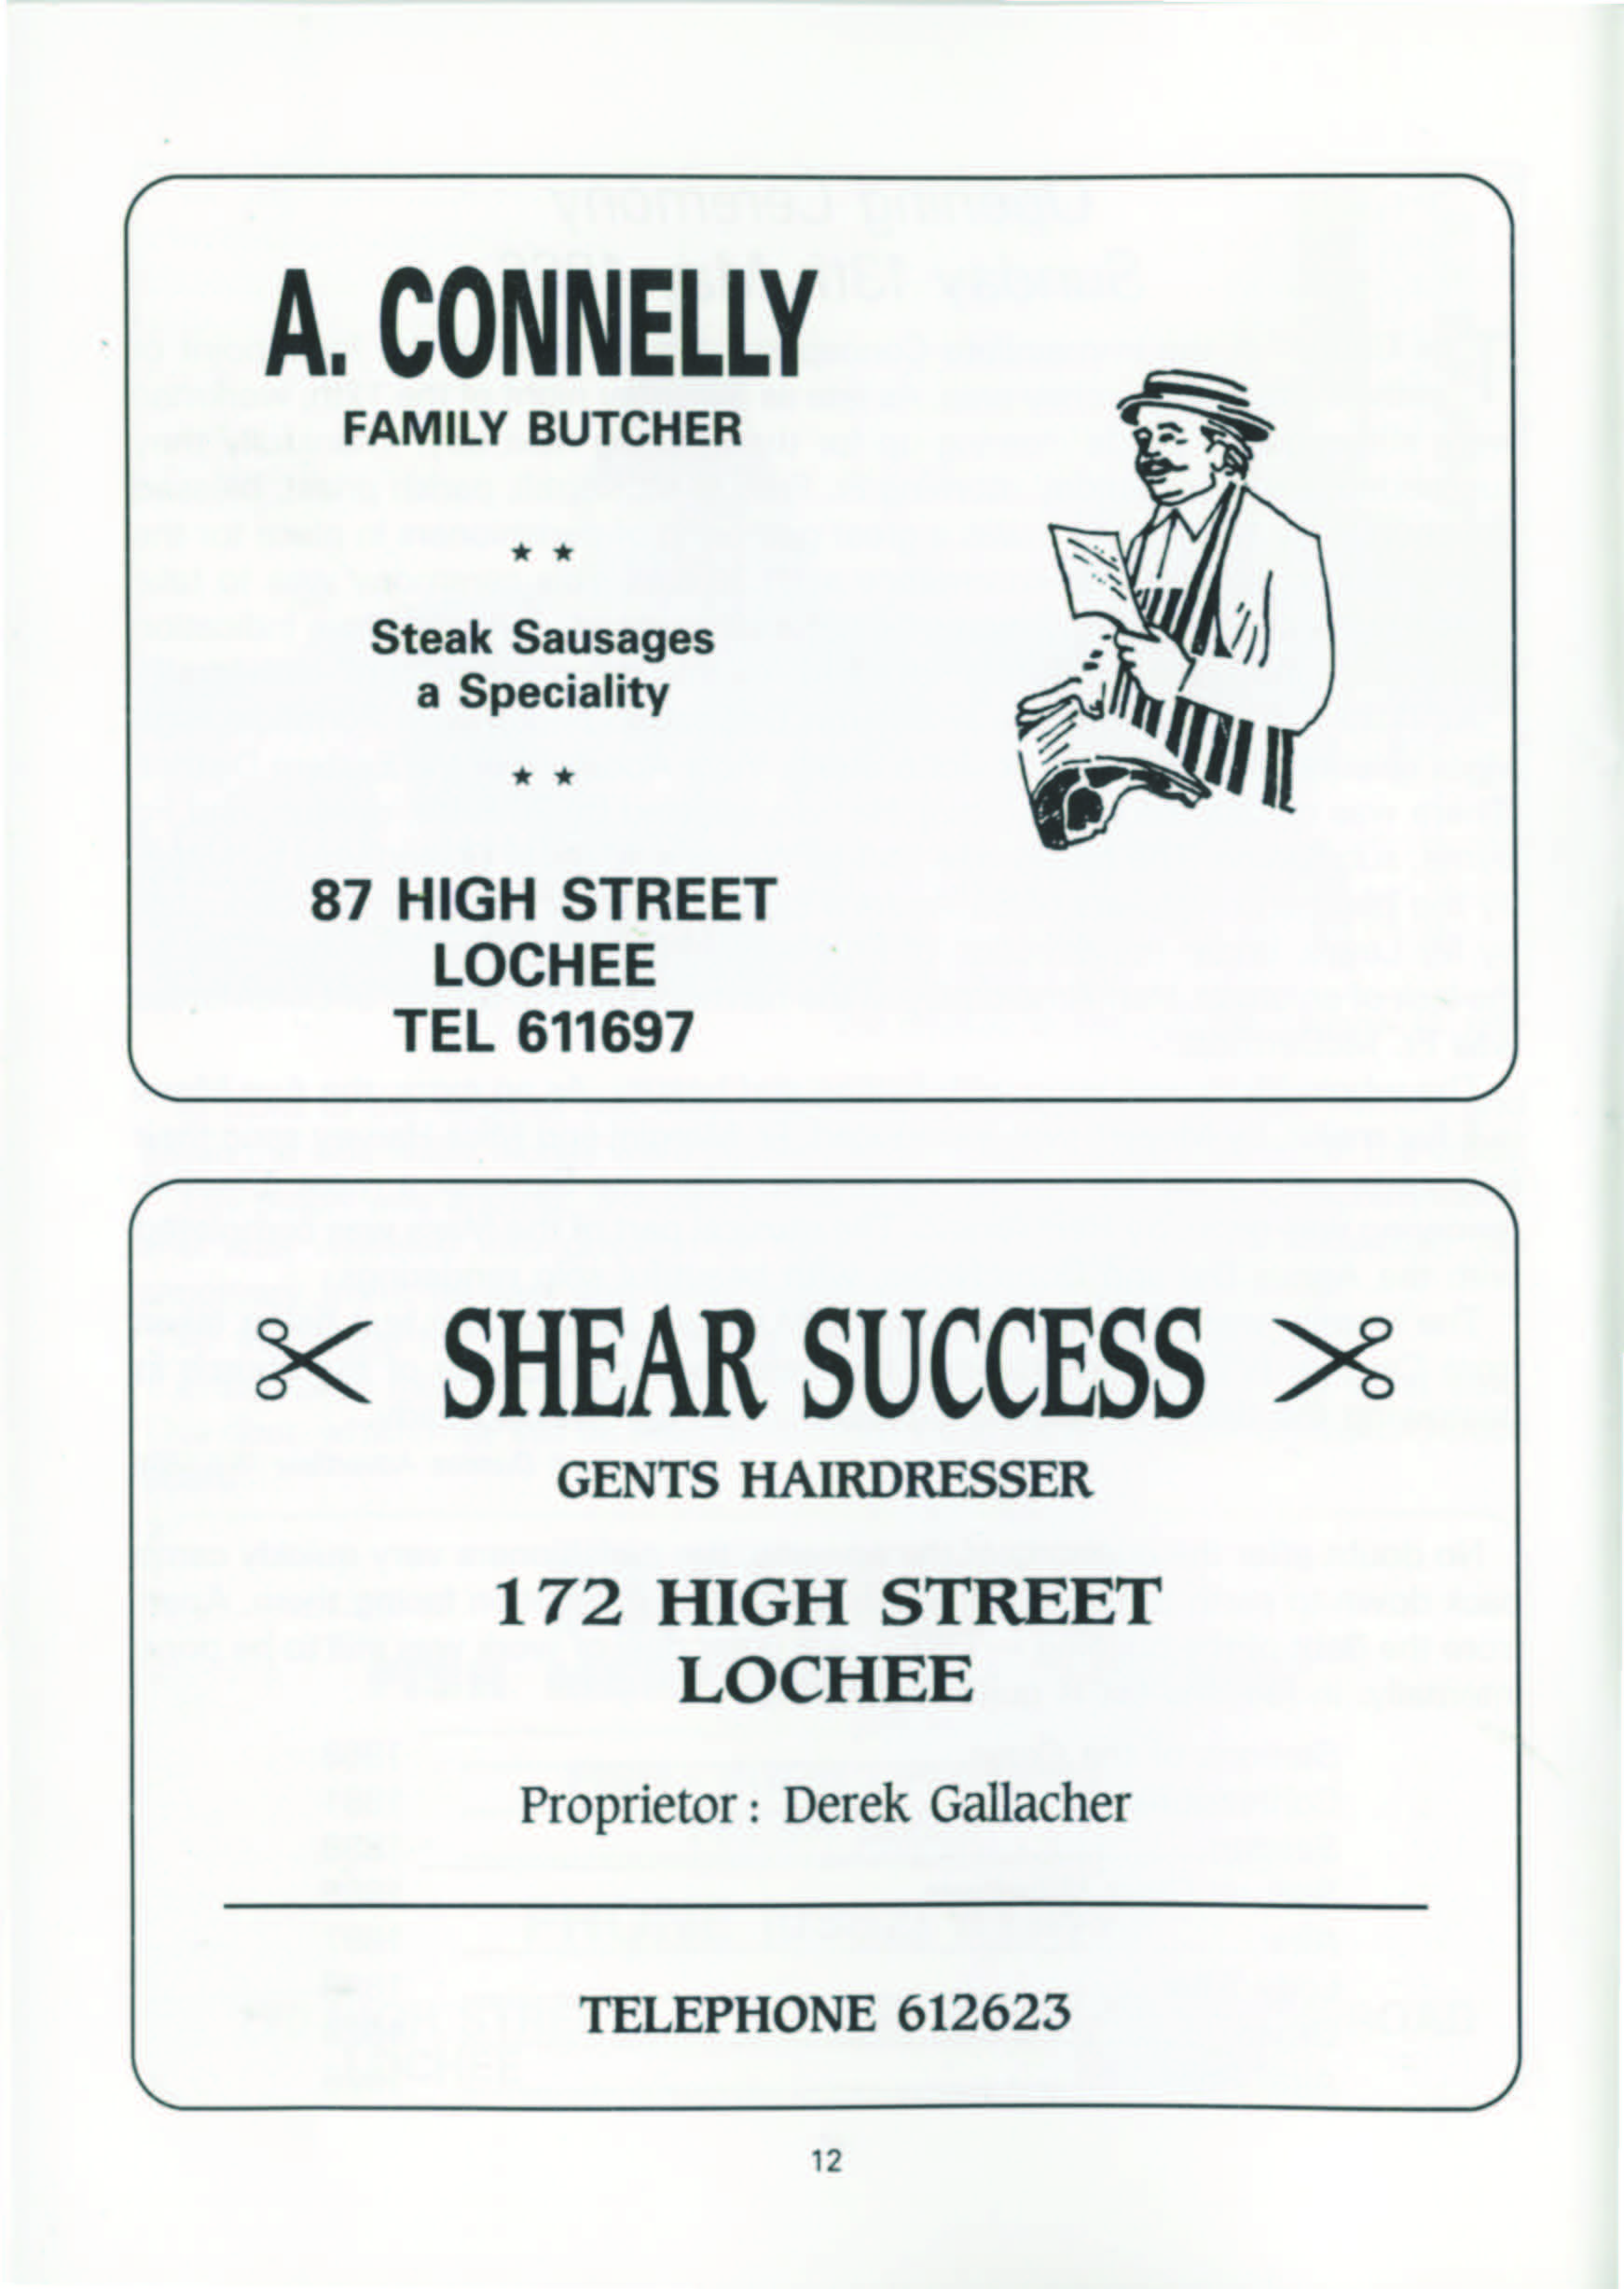 A. CONNELLY
FAMILY BUTCHER
★ ★
Steak Sausages
a Speciality
★ ★
87 HIGH STREET
LOCHEE
TEL 611697
SHEAR SUCCESS
GENTS HAIRDRESSER
172 HIGH STREET
LOCHEE
Proprietor : Derek Gallacher
TELEPHONE 612623
12